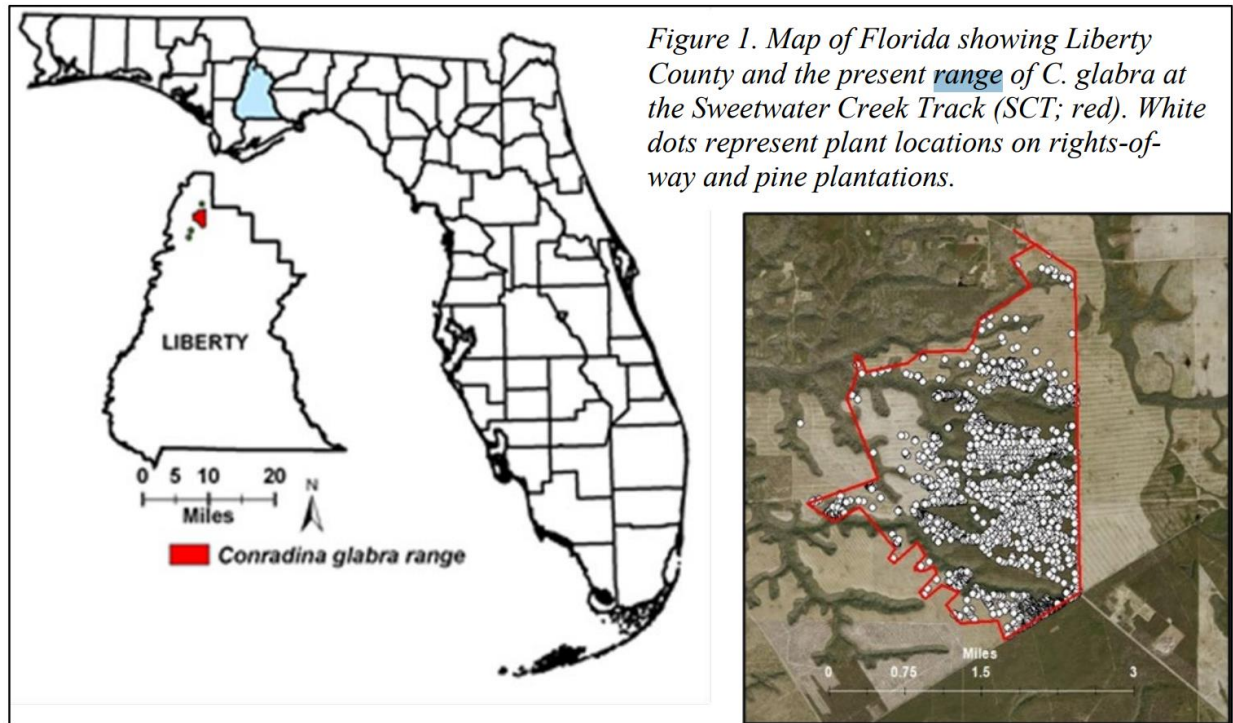 Figure 1. Map of Florida showing Liberty
County and the present range of C. glabra at
the Sweetwater Creek Track (SCT; red). White
dots represent plant locations on rights-of-
way and pine plantations.
LIBERTY
0 5 10 20
Miles
N
Conradina glabra range
Miles
0 0.75 1.5 3